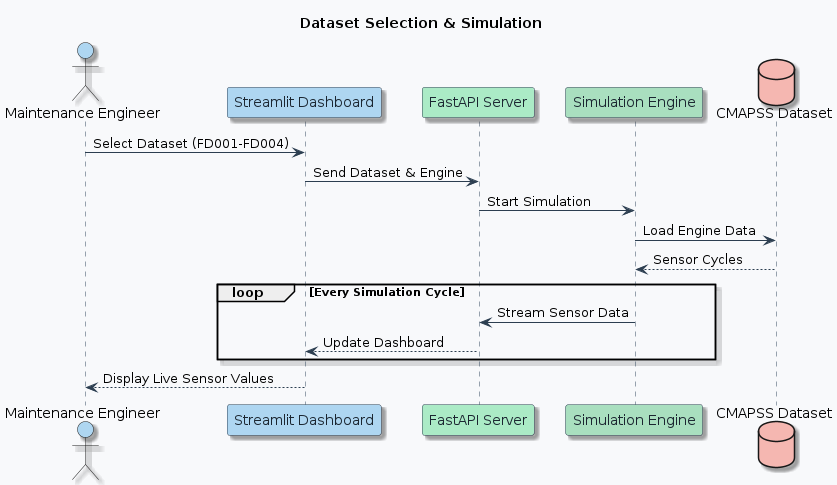 Dataset Selection & Simulation
Maintenance Engineer
Streamlit Dashboard
FastAPI Server
Simulation Engine
CMAPSS Dataset
Select Dataset (FD001-FD004)
Send Dataset & Engine
Start Simulation
Load Engine Data
Sensor Cycles
loop
[Every Simulation Cycle]
Stream Sensor Data
Update Dashboard
Display Live Sensor Values
Maintenance Engineer
Streamlit Dashboard
FastAPI Server
Simulation Engine
CMAPSS Dataset